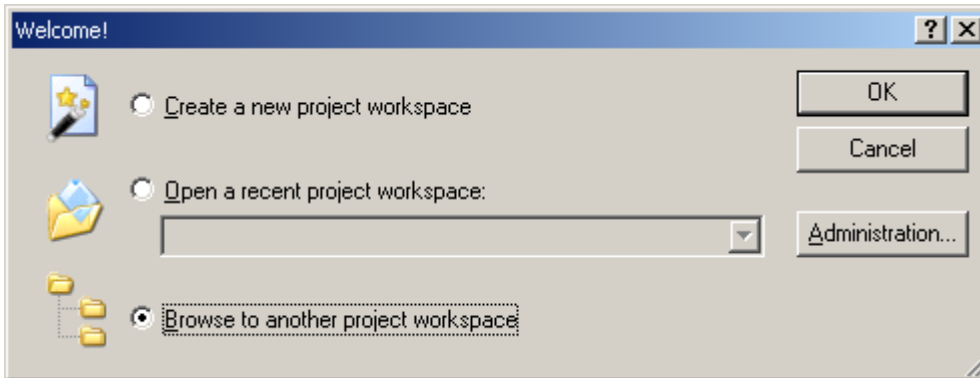 Welcome!
Create a new project workspace
OK
Cancel
Open a recent project workspace:
Administration...
Browse to another project workspace